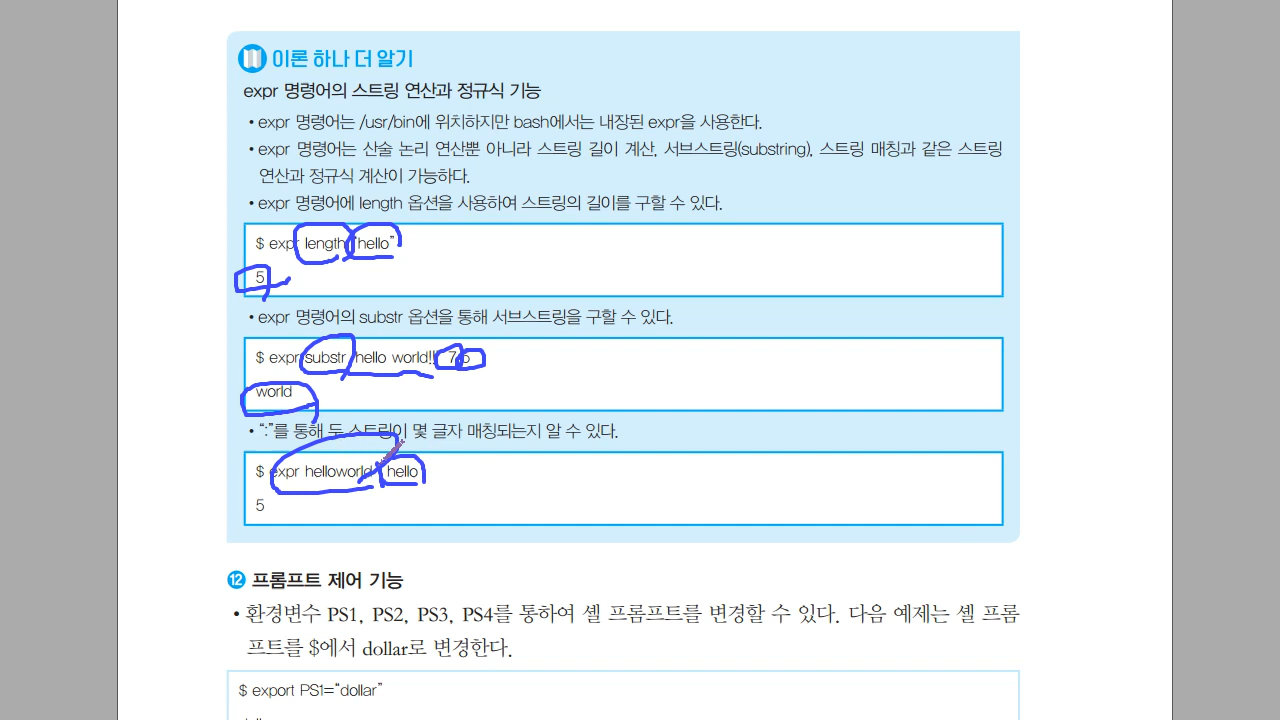 이론 하나 더 알기
expr 명령어의 스트링 연산과 정규식 기능
• expr 명령어는 /usr/bin에 위치하지만 bash에서는 내장된 expr을 사용한다.
• expr 명령어는 산술 논리 연산뿐 아니라 스트링 길이 계산, 서브스트링(substring), 스트링 매칭과 같은 스트링
연산과 정규식 계산이 가능하다.
• expr 명령어에 length 옵션을 사용하여 스트링의 길이를 구할 수 있다.
$ expr length “hello”
5
• expr 명령어의 substr 옵션을 통해 서브스트링을 구할 수 있다.
$ expr substr hello world!! 7 5
world
• “:”를 통해 두 스트링이 몇 글자 매칭되는지 알 수 있다.
$ expr helloworld hello
5
12 프롬프트 제어 기능
• 환경변수 PS1, PS2, PS3, PS4를 통하여 셸 프롬프트를 변경할 수 있다. 다음 예제는 셸 프롬
프트를 $에서 dollar로 변경한다.
$ export PS1=“dollar”